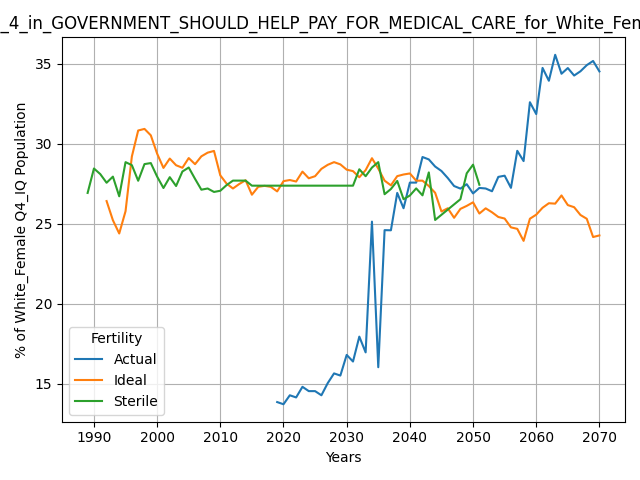 _4_in_GOVERNMENT_SHOULD_HELP_PAY_FOR_MEDICAL_CARE_for_White_Fem
% of White_Female Q4_IQ Population
35
30
25
20
15
Fertility
Actual
Ideal
Sterile
1990 2000 2010 2020 2030 2040 2050 2060 2070
Years